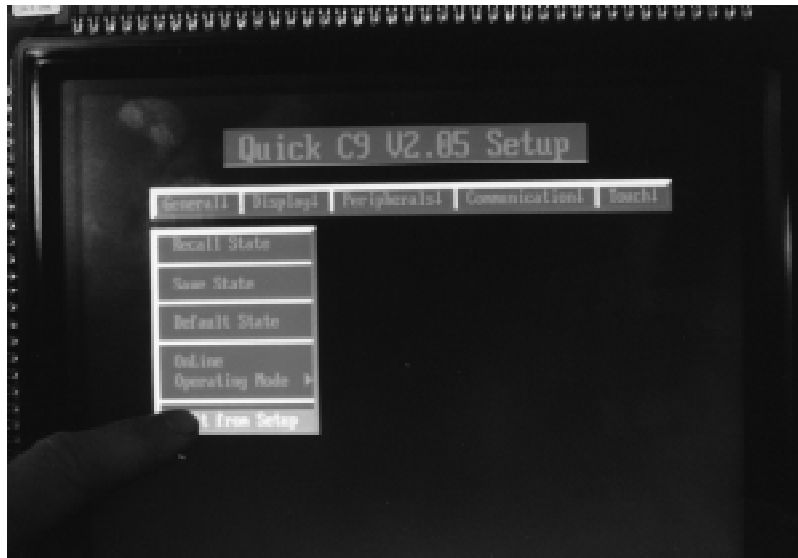 Quick C9 V2.05 Setup
General↓ Display↓ Peripherals↓ Communication↓ Touch↓
Recall State
Save State
Default State
OnLine
Operating Mode ▶
from Setup